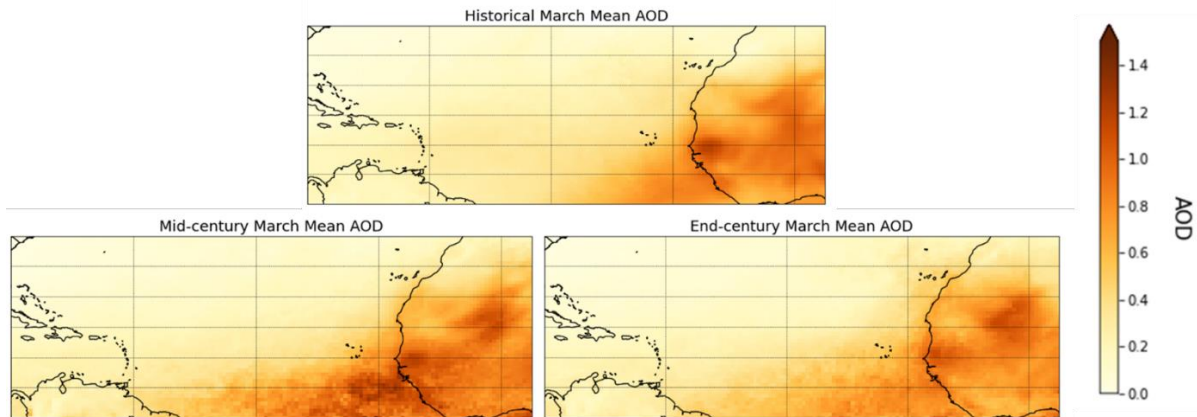 Historical March Mean AOD
1.4
1.2
1.0
0.8
0.6
0.4
0.2
0.0
AOD
Mid-century March Mean AOD
End-century March Mean AOD